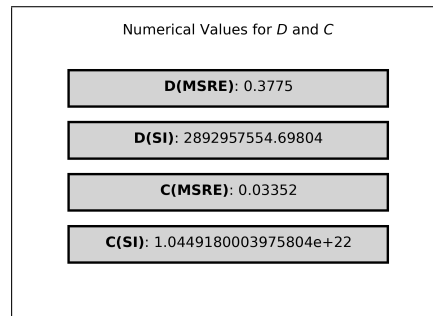 Numerical Values for D and C
D(MSRE): 0.3775
D(SI): 2892957554.69804
C(MSRE): 0.03352
C(SI): 1.0449180003975804e+22